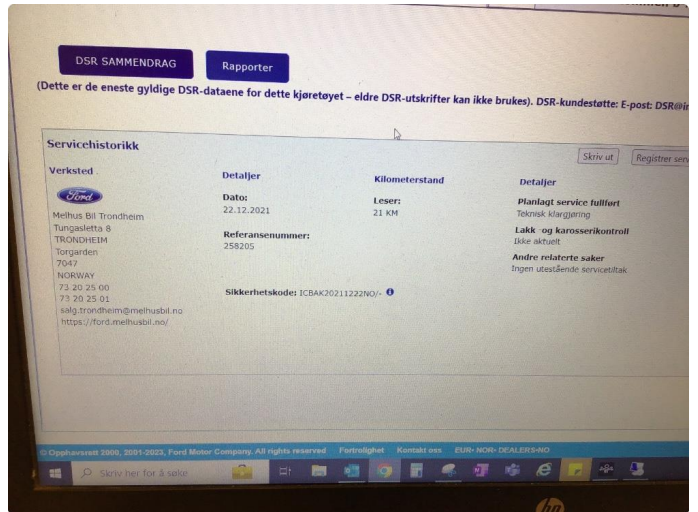 DSR SAMMENDRAG
Rapporter
(Dette er de eneste gyldige DSR-dataene for dette kjøretøyet – eldre DSR-utskrifter kan ikke brukes). DSR-kundestøtte: E-post: DSR@in
Servicehistorikk
Skriv ut
Registrer serv
Verksted
Ford
Melhus Bil Trondheim
Tungasletta 8
TRONDHEIM
Torgarden
7047
NORWAY
73 20 25 00
73 20 25 01
salg.trondheim@melhusbil.no
https://ford.melhusbil.no/
Detaljer
Dato:
22.12.2021
Referansenummer:
258205
Sikkerhetskode: ICBAK20211222NO/-
Kilometerstand
Leser:
21 KM
Detaljer
Planlagt service fullført
Teknisk klargjøring
Lakk og karosserikontroll
Ikke aktuelt
Andre relaterte saker
Ingen utestående servicetiltak
© Opphavsrett 2000, 2001-2023, Ford Motor Company. All rights reserved Fortrolighet Kontakt oss EUR- NOR- DEALERS-NO
Skriv her for å søke
hp